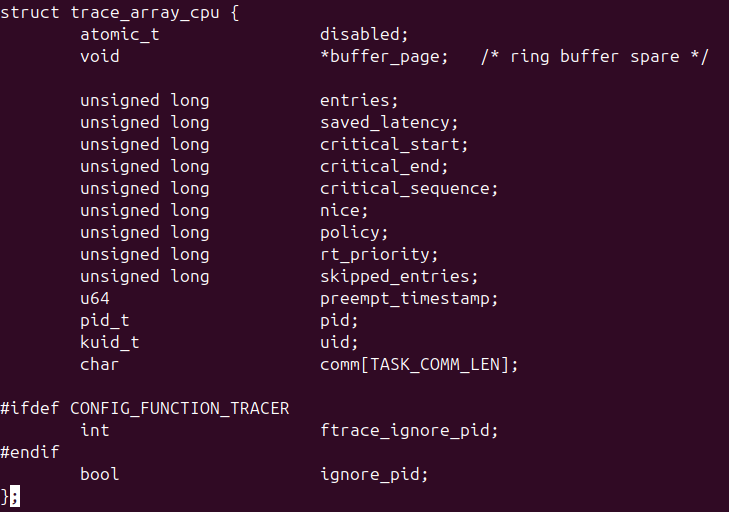 struct trace_array_cpu {
        atomic_t                disabled;
        void                    *buffer_page;   /* ring buffer spare */

        unsigned long           entries;
        unsigned long           saved_latency;
        unsigned long           critical_start;
        unsigned long           critical_end;
        unsigned long           critical_sequence;
        unsigned long           nice;
        unsigned long           policy;
        unsigned long           rt_priority;
        unsigned long           skipped_entries;
        u64                     preempt_timestamp;
        pid_t                   pid;
        kuid_t                  uid;
        char                    comm[TASK_COMM_LEN];

#ifdef CONFIG_FUNCTION_TRACER
        int                     ftrace_ignore_pid;
#endif
        bool                    ignore_pid;
};